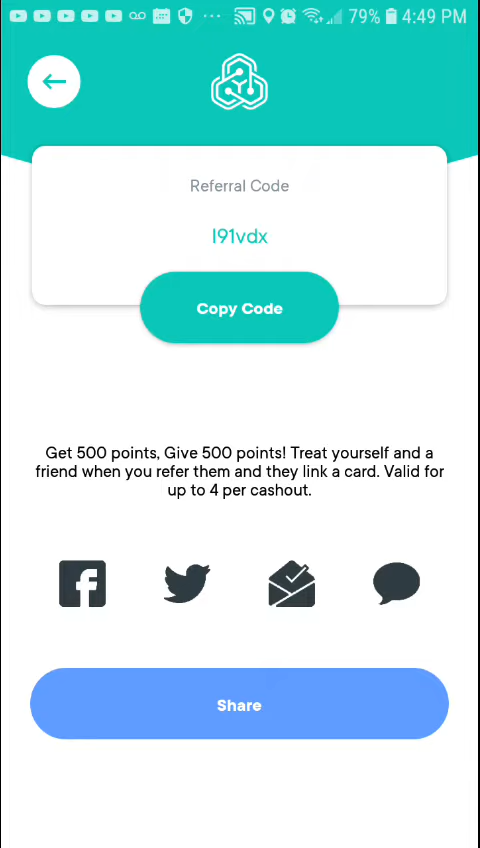 79% 4:49 PM
Referral Code
l91vdx
Copy Code
Get 500 points, Give 500 points! Treat yourself and a
friend when you refer them and they link a card. Valid for
up to 4 per cashout.
Share